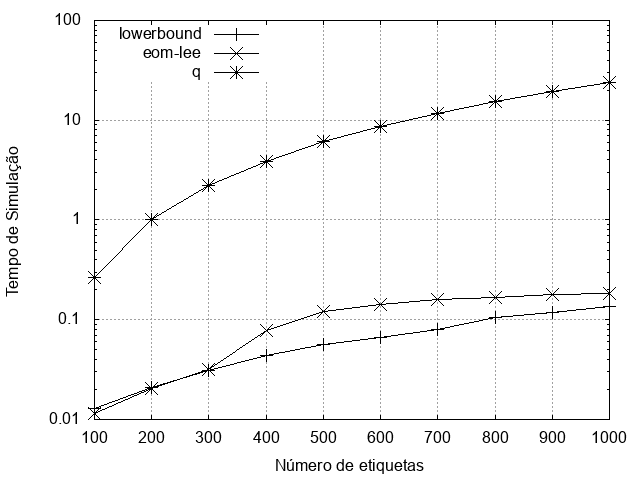 100
10
1
0.1
0.01
Tempo de Simulação
lowerbound
eom-lee
q
100 200 300 400 500 600 700 800 900 1000
Número de etiquetas